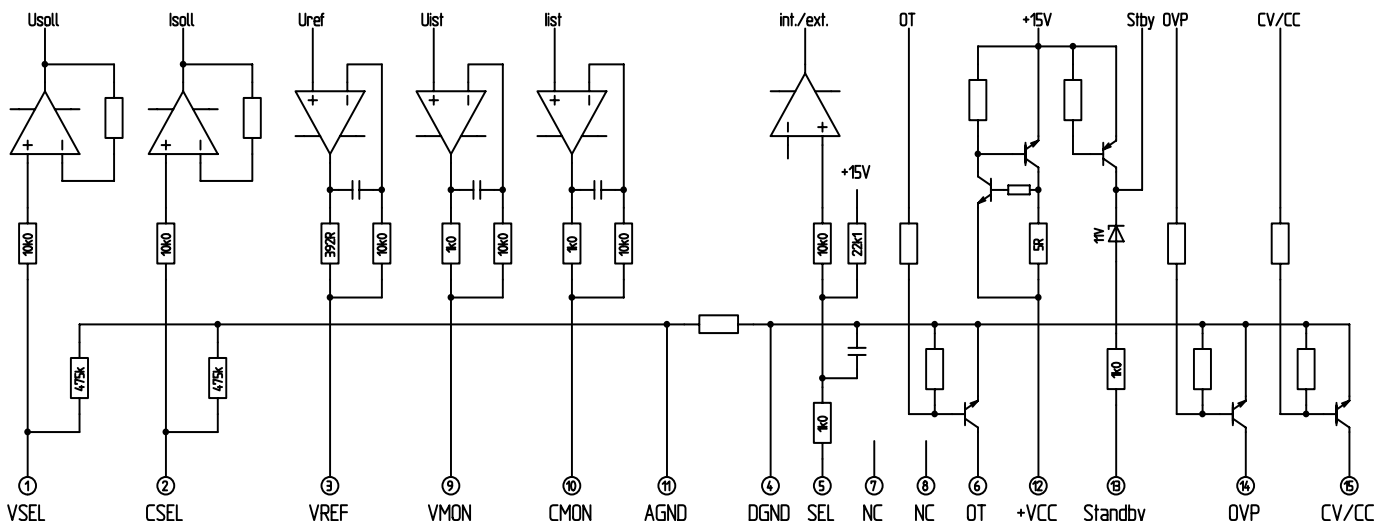 Usoll Isoll Uref Uist Iist int./ext. OT +15V Stby OVP CV/CC
+ − + − + − + − + − − +
+15V
10k0 10k0 392R 10k0 1k0 10k0 1k0 10k0 10k0 22k1 5R 11V
475k 475k 1k0 1k0
1 2 3 9 10 11 4 5 7 8 6 12 13 14 15
VSEL CSEL VREF VMON CMON AGND DGND SEL NC NC OT +VCC Standby OVP CV/CC